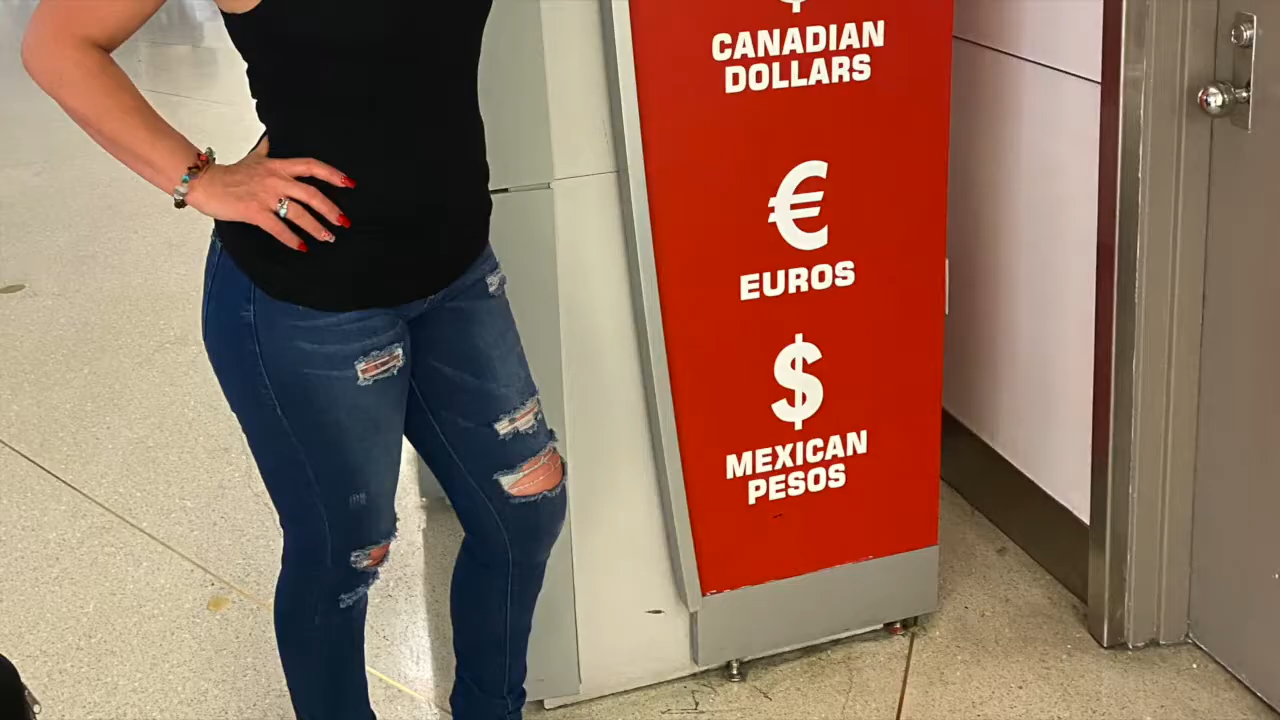 $
CANADIAN
DOLLARS
€
EUROS
$
MEXICAN
PESOS